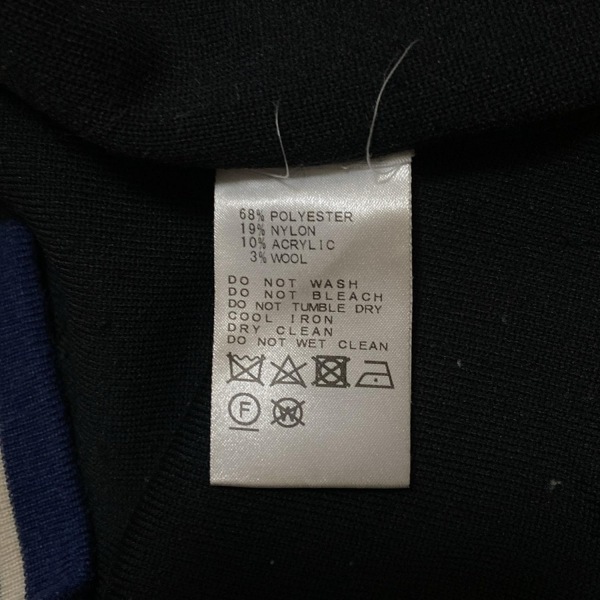 68% POLYESTER
19% NYLON
10% ACRYLIC
3% WOOL
DO NOT WASH
DO NOT BLEACH
DO NOT TUMBLE DRY
COOL IRON
DRY CLEAN
DO NOT WET CLEAN
F W